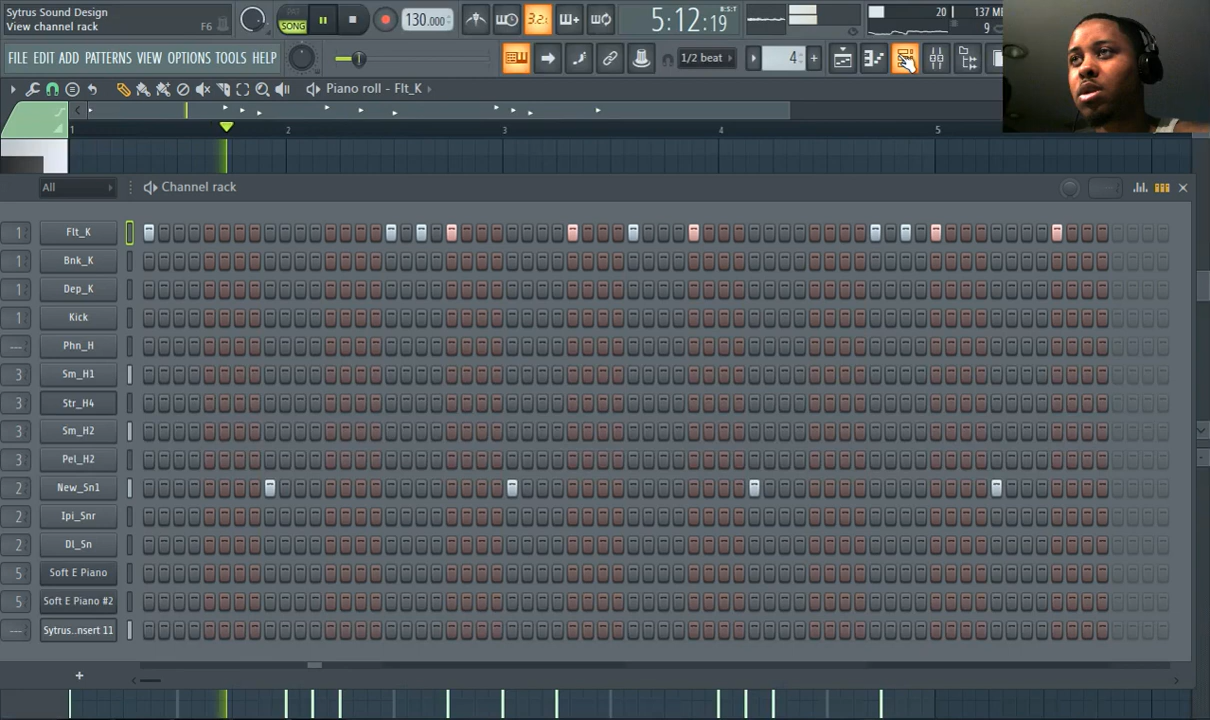 Sytrus Sound Design
View channel rack F6
SONG
130.000
3.2.
5:12:19
B:S:T
20 137 MB
9
FILE EDIT ADD PATTERNS VIEW OPTIONS TOOLS HELP
1/2 beat
4
Piano roll - Flt_K
1 2 3 4 5
All Channel rack
1 Flt_K
1 Bnk_K
1 Dep_K
1 Kick
--- Phn_H
3 Sm_H1
3 Str_H4
3 Sm_H2
3 Pel_H2
2 New_Sn1
2 Ipi_Snr
2 Dl_Sn
5 Soft E Piano
5 Soft E Piano #2
--- Sytrus..nsert 11